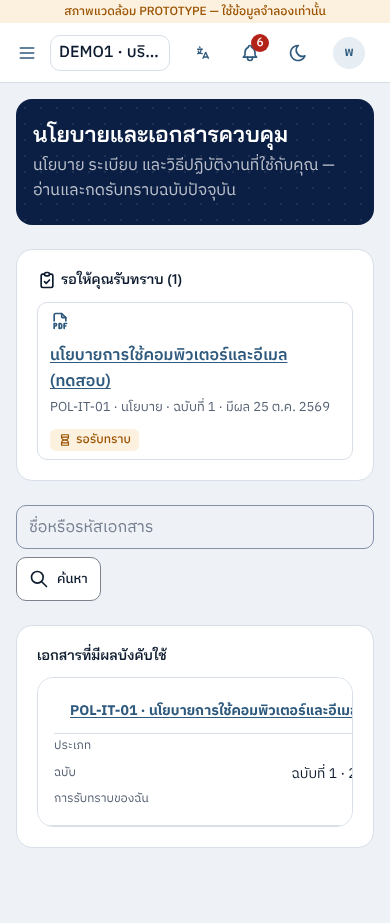 สภาพแวดล้อม PROTOTYPE — ใช้ข้อมูลจำลองเท่านั้น
DEMO1 · บริ...
6
W
นโยบายและเอกสารควบคุม
นโยบาย ระเบียบ และวิธีปฏิบัติงานที่ใช้กับคุณ —
อ่านและกดรับทราบฉบับปัจจุบัน
รอให้คุณรับทราบ (1)
PDF
นโยบายการใช้คอมพิวเตอร์และอีเมล
(ทดสอบ)
POL-IT-01 · นโยบาย · ฉบับที่ 1 · มีผล 25 ต.ค. 2569
รอรับทราบ
ชื่อหรือรหัสเอกสาร
ค้นหา
เอกสารที่มีผลบังคับใช้
POL-IT-01 · นโยบายการใช้คอมพิวเตอร์และอีเม
ประเภท
ฉบับ
ฉบับที่ 1 · 2
การรับทราบของฉัน